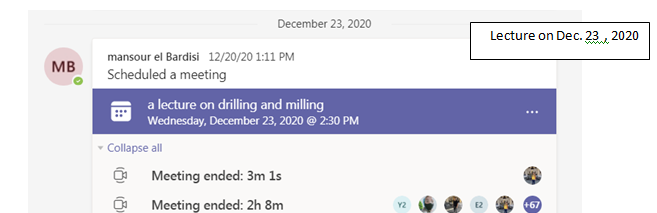 December 23, 2020
Lecture on Dec. 23 , 2020
MB
mansour el Bardisi 12/20/20 1:11 PM
Scheduled a meeting
a lecture on drilling and milling
Wednesday, December 23, 2020 @ 2:30 PM
...
Collapse all
Meeting ended: 3m 1s
Meeting ended: 2h 8m
Y2 E2 +67